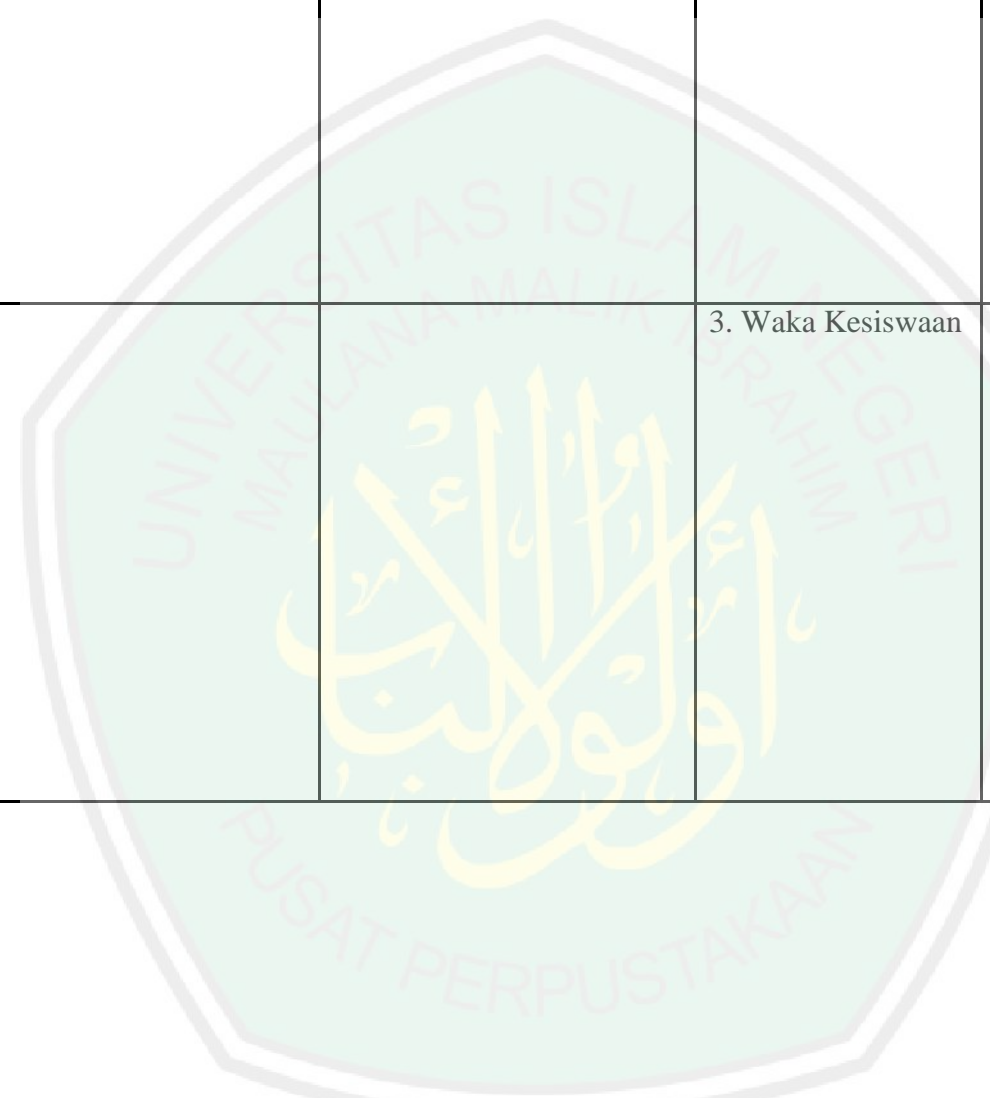 UNIVERSITAS ISLAM NEGERI
MAULANA MALIK IBRAHIM
3. Waka Kesiswaan
PUSAT PERPUSTAKAAN